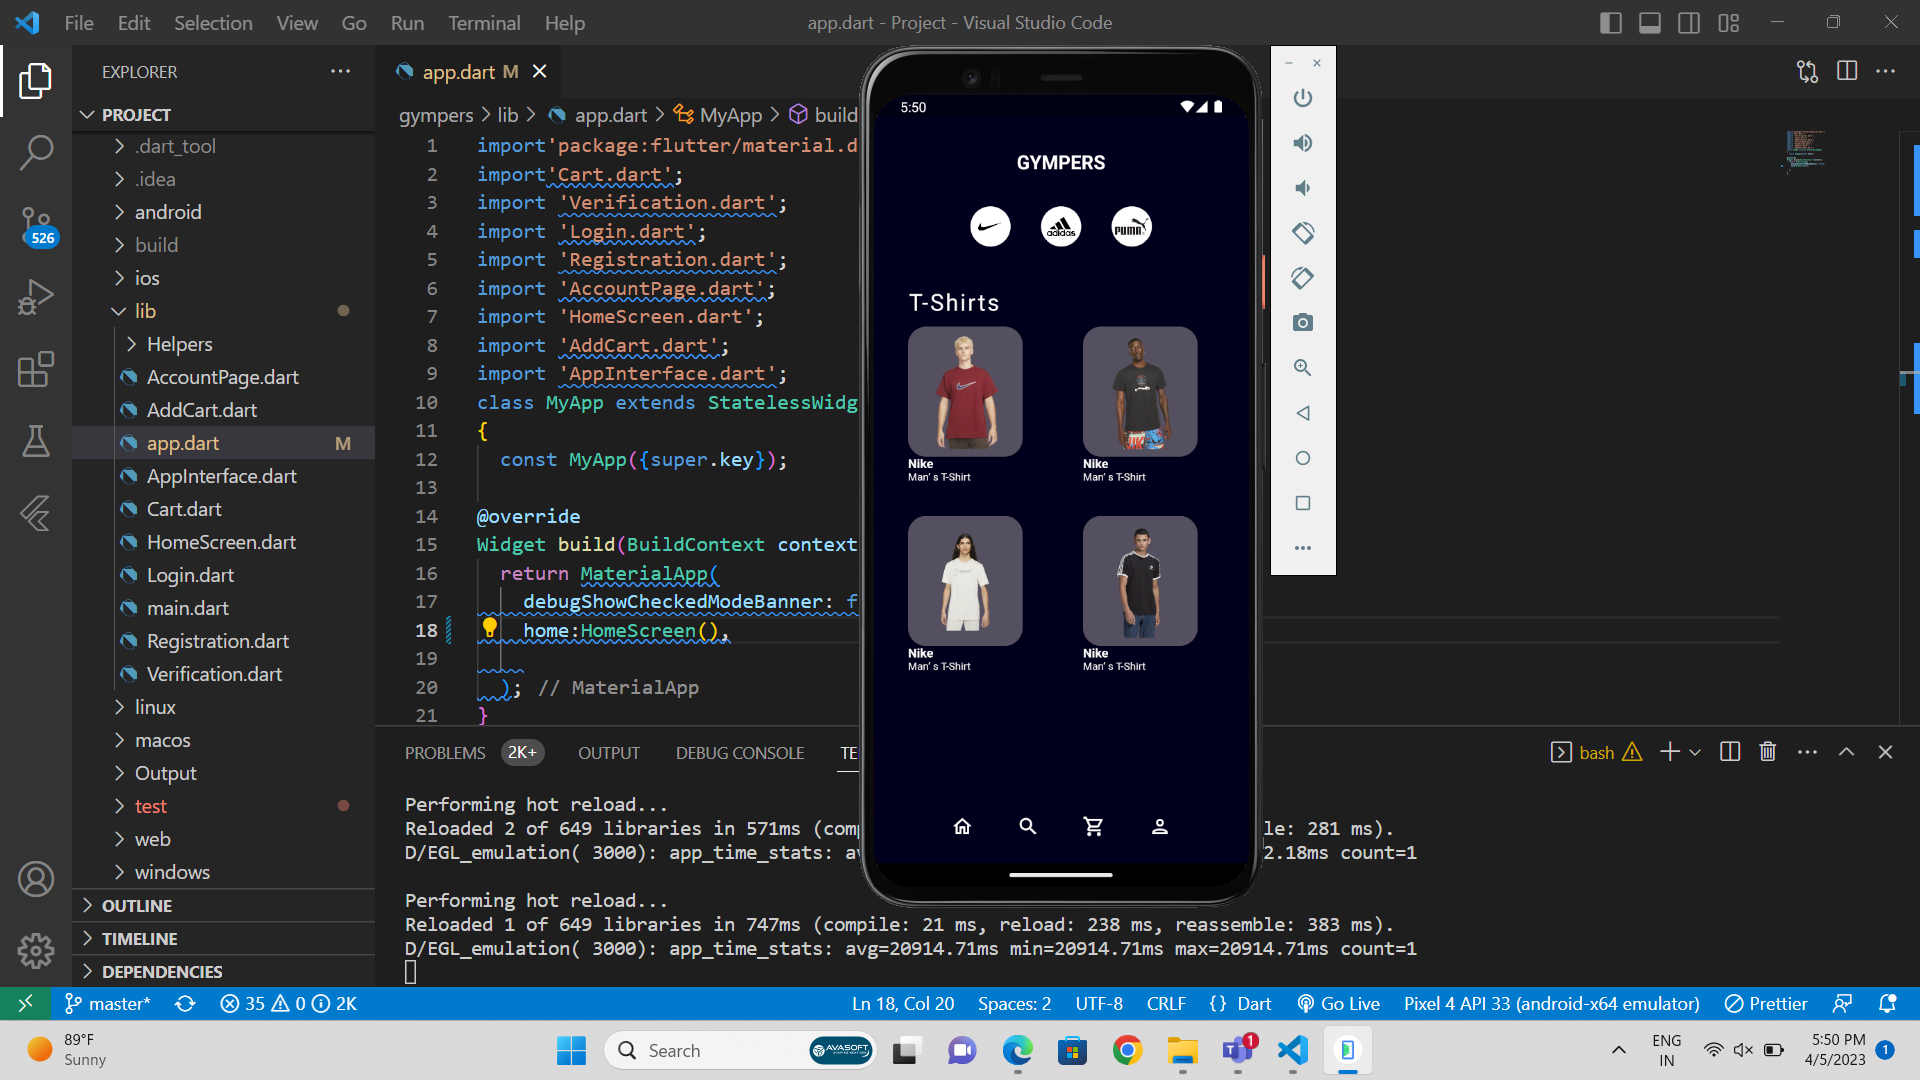 File Edit Selection View Go Run Terminal Help
app.dart - Project - Visual Studio Code
EXPLORER
PROJECT
.dart_tool
.idea
android
build
ios
lib
Helpers
AccountPage.dart
AddCart.dart
app.dart M
AppInterface.dart
Cart.dart
HomeScreen.dart
Login.dart
main.dart
Registration.dart
Verification.dart
linux
macos
Output
test
web
windows
OUTLINE
TIMELINE
DEPENDENCIES
526
app.dart M
gympers > lib > app.dart > MyApp > build
1 import'package:flutter/material.d
2 import'Cart.dart';
3 import 'Verification.dart';
4 import 'Login.dart';
5 import 'Registration.dart';
6 import 'AccountPage.dart';
7 import 'HomeScreen.dart';
8 import 'AddCart.dart';
9 import 'AppInterface.dart';
10 class MyApp extends StatelessWidg
11 {
12 const MyApp({super.key});
13
14 @override
15 Widget build(BuildContext context
16 return MaterialApp(
17 debugShowCheckedModeBanner: f
18 home:HomeScreen(),
19
20 ); // MaterialApp
21 }
5:50
GYMPERS
adidas
PUMA
T-Shirts
Nike
Man's T-Shirt
Nike
Man's T-Shirt
Nike
Man's T-Shirt
Nike
Man's T-Shirt
PROBLEMS 2K+ OUTPUT DEBUG CONSOLE TE
bash
Performing hot reload...
Reloaded 2 of 649 libraries in 571ms (com le: 281 ms).
D/EGL_emulation( 3000): app_time_stats: av 2.18ms count=1
Performing hot reload...
Reloaded 1 of 649 libraries in 747ms (compile: 21 ms, reload: 238 ms, reassemble: 383 ms).
D/EGL_emulation( 3000): app_time_stats: avg=20914.71ms min=20914.71ms max=20914.71ms count=1
master* 35 0 2K
Ln 18, Col 20 Spaces: 2 UTF-8 CRLF {} Dart Go Live Pixel 4 API 33 (android-x64 emulator) Prettier
89°F
Sunny
Search
AVASOFT
1
ENG
IN
5:50 PM
4/5/2023
1